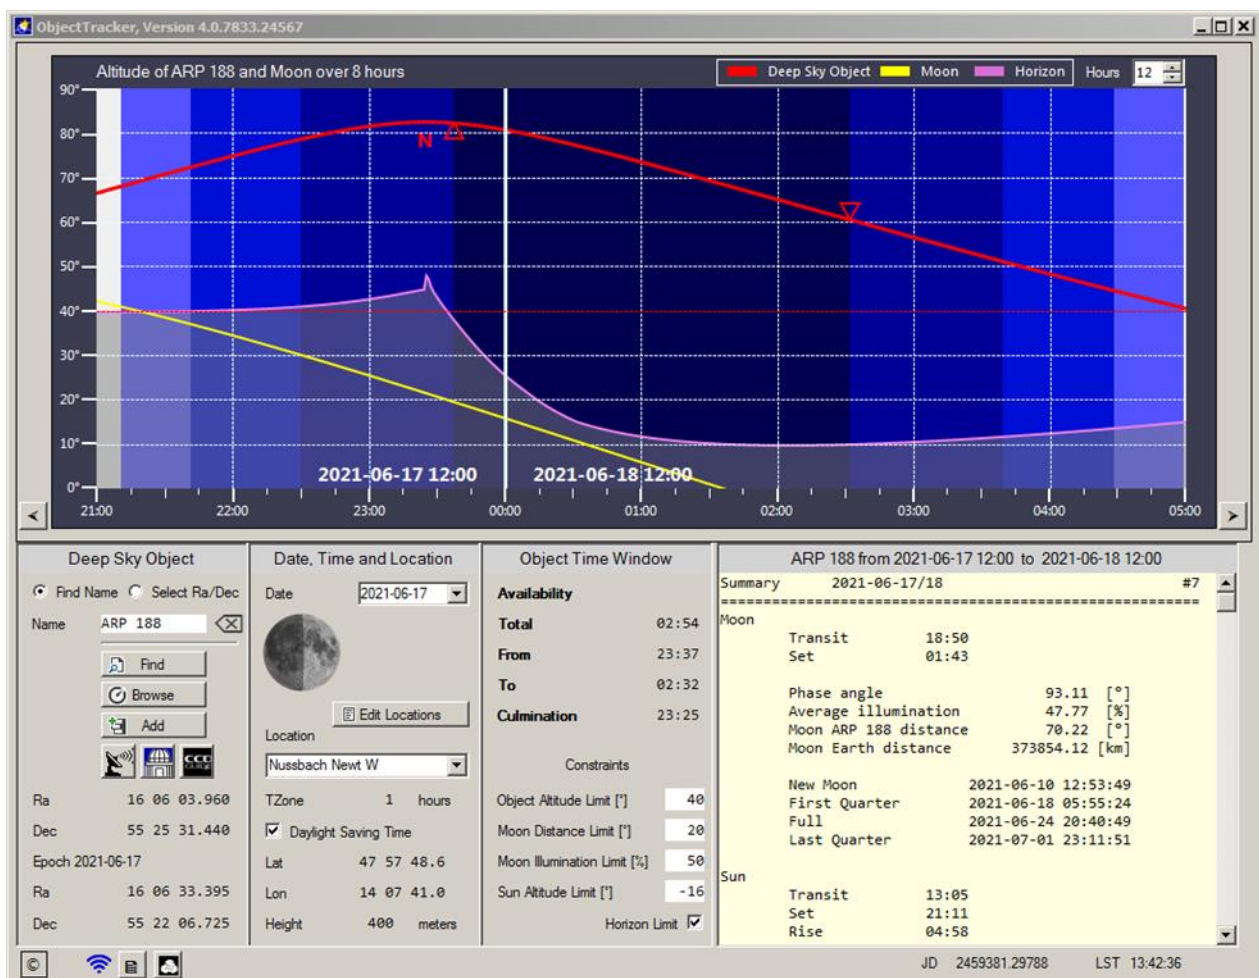 ObjectTracker, Version 4.0.7833.24567
Altitude of ARP 188 and Moon over 8 hours
Deep Sky Object Moon Horizon Hours 12
90°
80°
N
70°
60°
50°
40°
30°
20°
10°
2021-06-17 12:00 2021-06-18 12:00
0°
< >
21:00 22:00 23:00 00:00 01:00 02:00 03:00 04:00 05:00
Deep Sky Object
Find Name Select Ra/Dec
Name ARP 188
Find
Browse
Add
CCD
Ra 16 06 03.960
Dec 55 25 31.440
Epoch 2021-06-17
Ra 16 06 33.395
Dec 55 22 06.725
Date, Time and Location
Date 2021-06-17
Edit Locations
Location
Nussbach Newt W
TZone 1 hours
Daylight Saving Time
Lat 47 57 48.6
Lon 14 07 41.0
Height 400 meters
Object Time Window
Availability
Total 02:54
From 23:37
To 02:32
Culmination 23:25
Constraints
Object Altitude Limit [°] 40
Moon Distance Limit [°] 20
Moon Illumination Limit [%] 50
Sun Altitude Limit [°] -16
Horizon Limit
ARP 188 from 2021-06-17 12:00 to 2021-06-18 12:00
Summary 2021-06-17/18 #7
=========================================================
Moon
Transit 18:50
Set 01:43
Phase angle 93.11 [°]
Average illumination 47.77 [%]
Moon ARP 188 distance 70.22 [°]
Moon Earth distance 373854.12 [km]
New Moon 2021-06-10 12:53:49
First Quarter 2021-06-18 05:55:24
Full 2021-06-24 20:40:49
Last Quarter 2021-07-01 23:11:51
Sun
Transit 13:05
Set 21:11
Rise 04:58
© JD 2459381.29788 LST 13:42:36